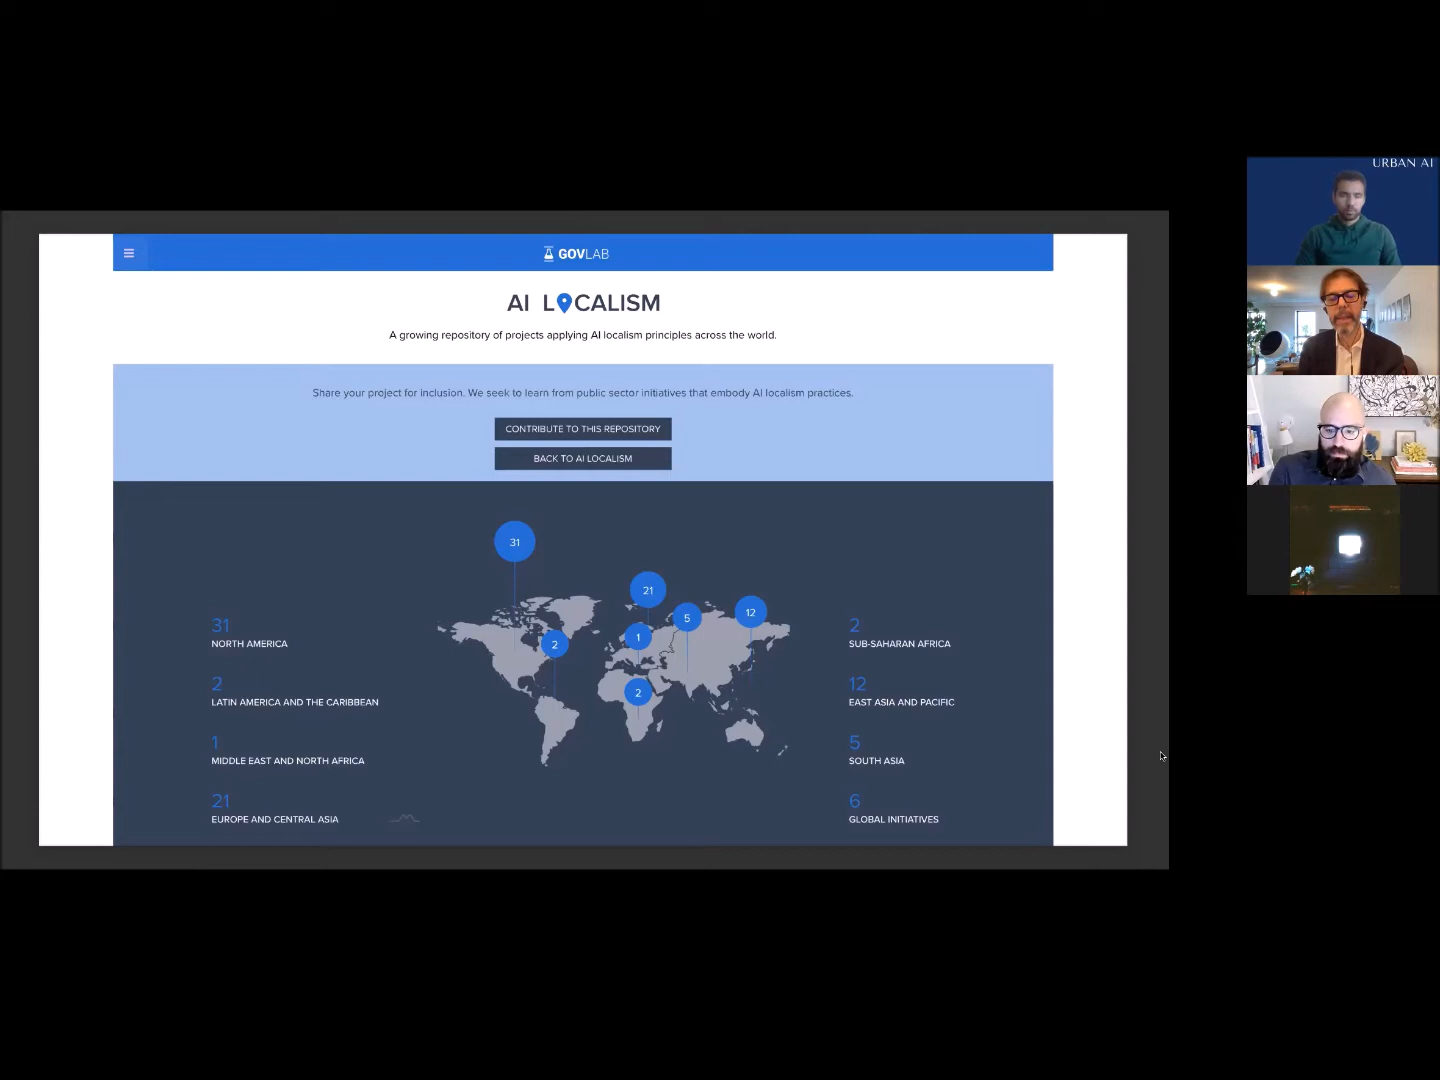 URBAN AI
GOVLAB
AI LOCALISM
A growing repository of projects applying AI localism principles across the world.
Share your project for inclusion. We seek to learn from public sector initiatives that embody AI localism practices.
CONTRIBUTE TO THIS REPOSITORY
BACK TO AI LOCALISM
31
21
12
5
1
2
2
31
NORTH AMERICA
2
LATIN AMERICA AND THE CARIBBEAN
1
MIDDLE EAST AND NORTH AFRICA
21
EUROPE AND CENTRAL ASIA
2
SUB-SAHARAN AFRICA
12
EAST ASIA AND PACIFIC
5
SOUTH ASIA
6
GLOBAL INITIATIVES